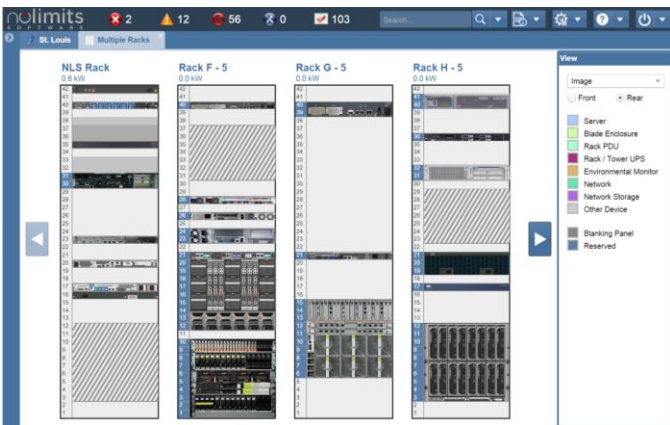 nolimits
SOFTWARE
2
12
56
0
103
Search...
St. Louis
Multiple Racks
NLS Rack
0.6 kW
Rack F - 5
0.0 kW
Rack G - 5
0.0 kW
Rack H - 5
0.0 kW
View
Image
Front
Rear
Server
Blade Enclosure
Rack PDU
Rack / Tower UPS
Environmental Monitor
Network
Network Storage
Other Device
Blanking Panel
Reserved